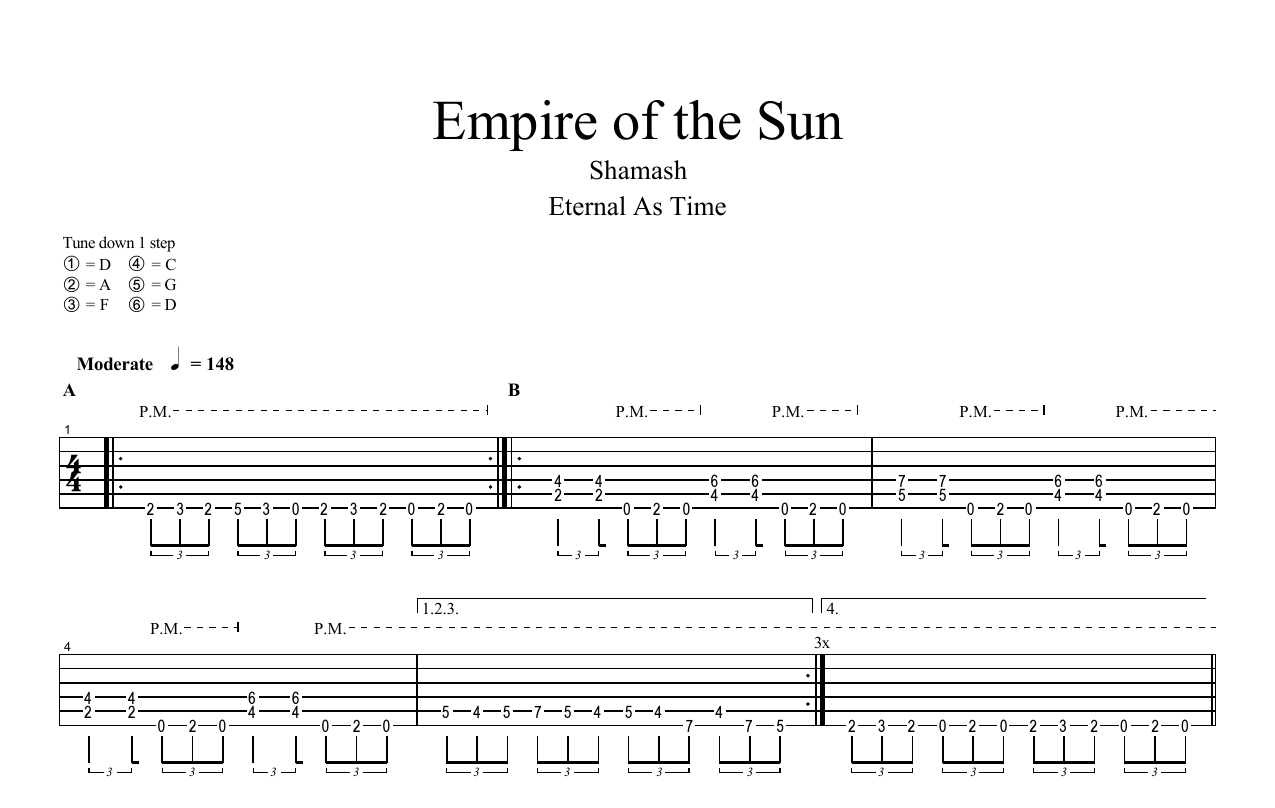 Empire of the Sun
Shamash
Eternal As Time
Tune down 1 step
① = D ④ = C
② = A ⑤ = G
③ = F ⑥ = D
Moderate ♩ = 148
A B
P.M. P.M. P.M. P.M. P.M.
1
4 4 6 6 7 7 6 6
4
4 2 2 4 4 5 5 4 4
2 3 2 5 3 0 2 3 2 0 2 0 0 2 0 0 2 0 0 2 0 0 2 0
3 3 3 3 3 3 3 3 3 3 3 3
1.2.3. 4.
P.M. P.M.
3x
4
4 4 6 6
2 2 4 4 5 4 5 7 5 4 5 4 4
0 2 0 0 2 0 7 7 5 2 3 2 0 2 0 2 3 2 0 2 0
3 3 3 3 3 3 3 3 3 3 3 3